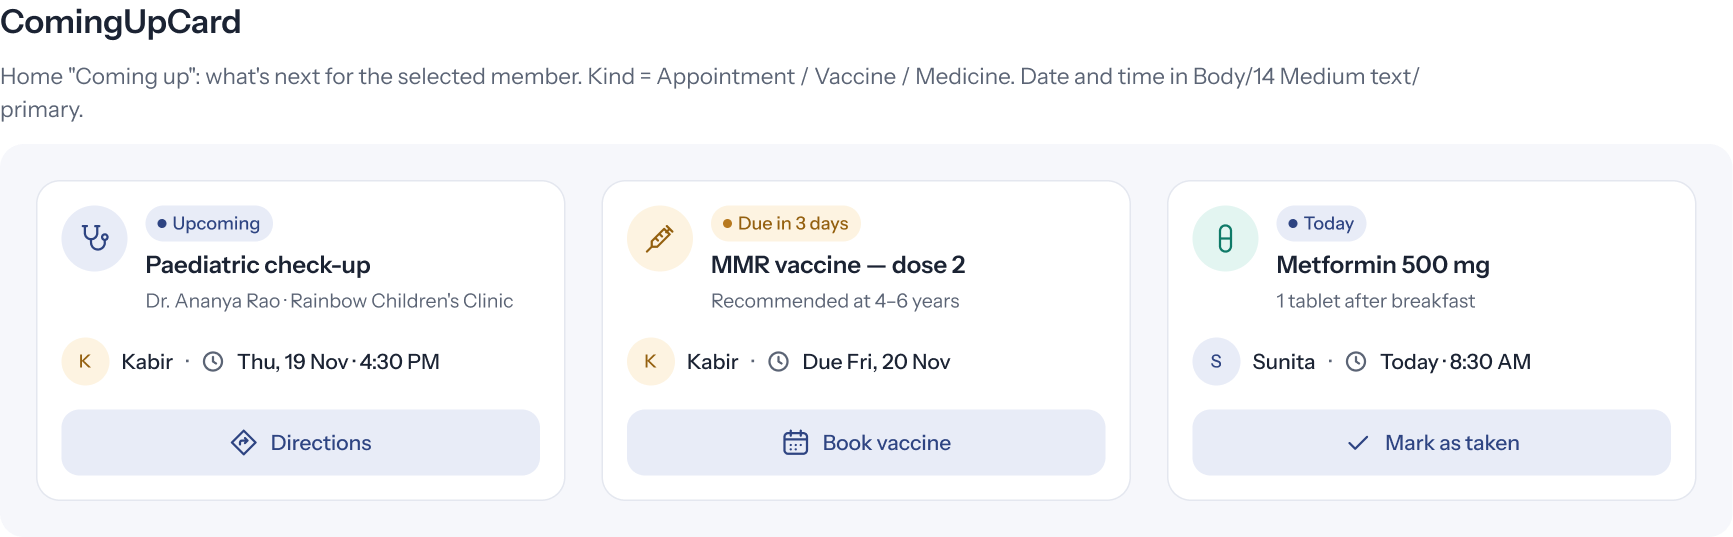 ComingUpCard
Home "Coming up": what's next for the selected member. Kind = Appointment / Vaccine / Medicine. Date and time in Body/14 Medium text/
primary.
Upcoming
Paediatric check-up
Dr. Ananya Rao · Rainbow Children's Clinic
K Kabir · Thu, 19 Nov · 4:30 PM
Directions
Due in 3 days
MMR vaccine — dose 2
Recommended at 4–6 years
K Kabir · Due Fri, 20 Nov
Book vaccine
Today
Metformin 500 mg
1 tablet after breakfast
S Sunita · Today · 8:30 AM
Mark as taken